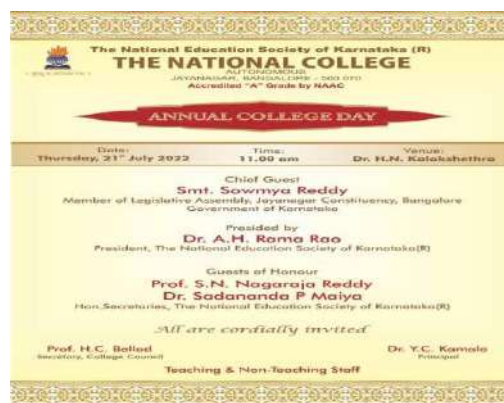 The National Education Society of Karnataka (R)
THE NATIONAL COLLEGE
AUTONOMOUS
JAYANAGAR, BANGALORE - 560 070
Accredited "A" Grade by NAAC
ANNUAL COLLEGE DAY
Date: Time: Venue:
Thursday, 21st July 2022 11.00 am Dr. H.N. Kalakshethra
Chief Guest
Smt. Sowmya Reddy
Member of Legislative Assembly, Jayanagar Constituency, Bangalore
Government of Karnataka
Presided by
Dr. A.H. Rama Rao
President, The National Education Society of Karnataka(R)
Guests of Honour
Prof. S.N. Nagaraja Reddy
Dr. Sadananda P Maiya
Hon.Secretaries, The National Education Society of Karnataka(R)
All are cordially invited
Prof. H.C. Dr. Y.C. Kamala
Secretary, College Council Principal
Teaching & Non-Teaching Staff